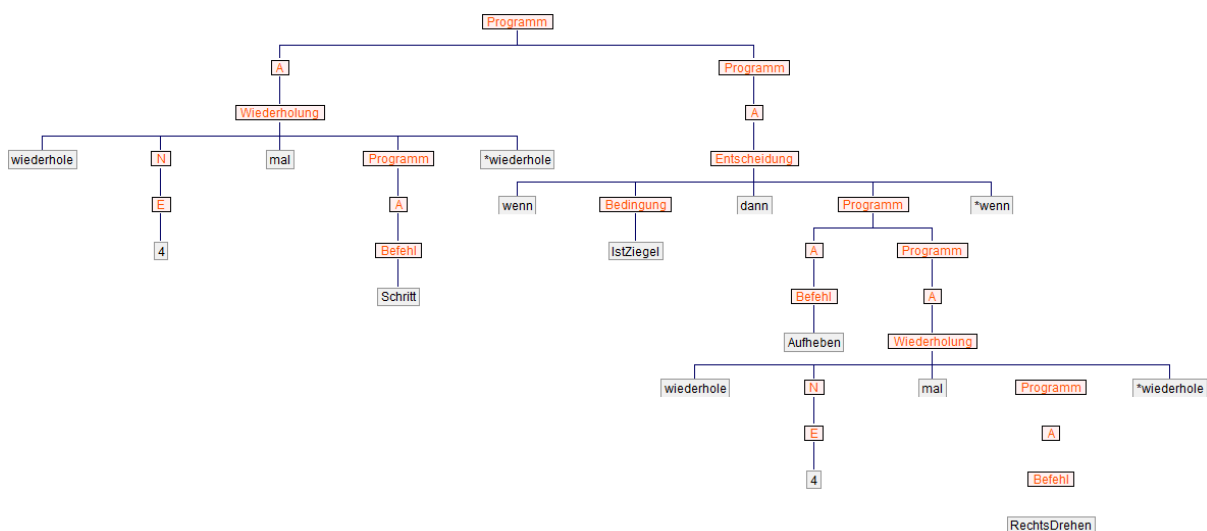 Programm
A Programm
Wiederholung A
wiederhole N mal Programm *wiederhole Entscheidung
E A wenn Bedingung dann Programm *wenn
4 Befehl IstZiegel A Programm
Schritt Befehl A
Aufheben Wiederholung
wiederhole N mal Programm *wiederhole
E A
4 Befehl
RechtsDrehen